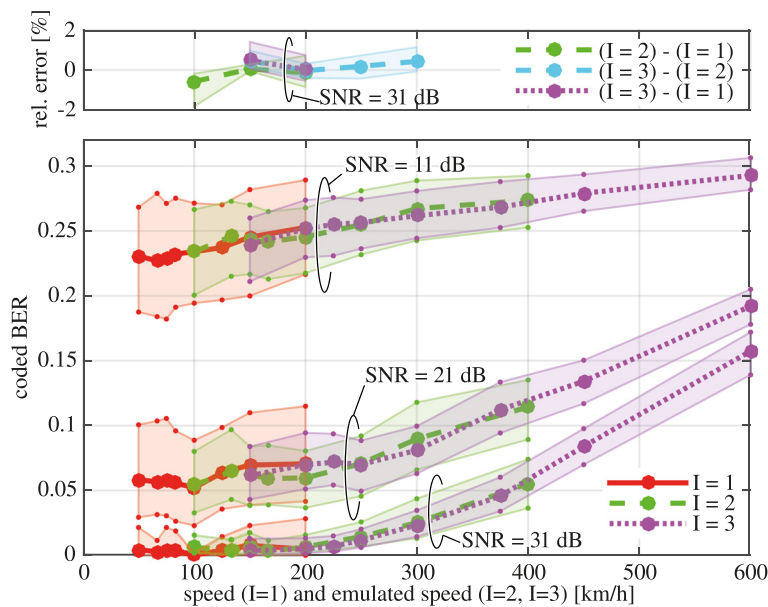 rel. error [%]
2
0
-2
(I = 2) - (I = 1)
(I = 3) - (I = 2)
(I = 3) - (I = 1)
SNR = 31 dB
coded BER
0.3
0.25
0.2
0.15
0.1
0.05
0
SNR = 11 dB
SNR = 21 dB
SNR = 31 dB
I = 1
I = 2
I = 3
0 100 200 300 400 500 600
speed (I=1) and emulated speed (I=2, I=3) [km/h]